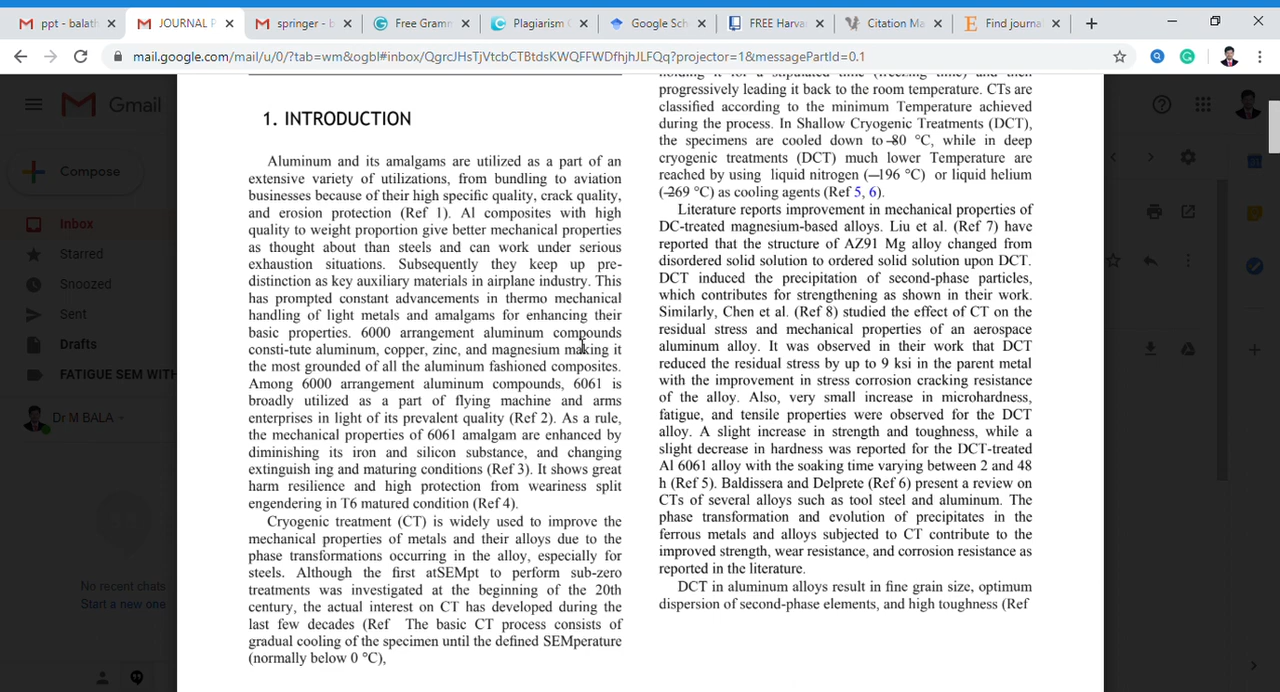 ppt - balath
JOURNAL P
springer - b
Free Gramm
Plagiarism C
Google Sch
FREE Harva
Citation Ma
Find journa
mail.google.com/mail/u/0/?tab=wm&ogbl#inbox/QgrcJHsTjVtcbCTBtdsKWQFFWDfhjhJLFQq?projector=1&messagePartId=0.1
Gmail
Compose
Inbox
Starred
Snoozed
Sent
Drafts
FATIGUE SEM WITH
Dr M BALA
No recent chats
Start a new one
1. INTRODUCTION
Aluminum and its amalgams are utilized as a part of an
extensive variety of utilizations, from bundling to aviation
businesses because of their high specific quality, crack quality,
and erosion protection (Ref 1). Al composites with high
quality to weight proportion give better mechanical properties
as thought about than steels and can work under serious
exhaustion situations. Subsequently they keep up pre-
distinction as key auxiliary materials in airplane industry. This
has prompted constant advancements in thermo mechanical
handling of light metals and amalgams for enhancing their
basic properties. 6000 arrangement aluminum compounds
consti-tute aluminum, copper, zinc, and magnesium making it
the most grounded of all the aluminum fashioned composites.
Among 6000 arrangement aluminum compounds, 6061 is
broadly utilized as a part of flying machine and arms
enterprises in light of its prevalent quality (Ref 2). As a rule,
the mechanical properties of 6061 amalgam are enhanced by
diminishing its iron and silicon substance, and changing
extinguish ing and maturing conditions (Ref 3). It shows great
harm resilience and high protection from weariness split
engendering in T6 matured condition (Ref 4).
Cryogenic treatment (CT) is widely used to improve the
mechanical properties of metals and their alloys due to the
phase transformations occurring in the alloy, especially for
steels. Although the first atSEMpt to perform sub-zero
treatments was investigated at the beginning of the 20th
century, the actual interest on CT has developed during the
last few decades (Ref The basic CT process consists of
gradual cooling of the specimen until the defined SEMperature
(normally below 0 °C),
holding it for a stipulated time (freezing time) and then
progressively leading it back to the room temperature. CTs are
classified according to the minimum Temperature achieved
during the process. In Shallow Cryogenic Treatments (DCT),
the specimens are cooled down to –80 °C, while in deep
cryogenic treatments (DCT) much lower Temperature are
reached by using liquid nitrogen (—196 °C) or liquid helium
(–269 °C) as cooling agents (Ref 5, 6).
Literature reports improvement in mechanical properties of
DC-treated magnesium-based alloys. Liu et al. (Ref 7) have
reported that the structure of AZ91 Mg alloy changed from
disordered solid solution to ordered solid solution upon DCT.
DCT induced the precipitation of second-phase particles,
which contributes for strengthening as shown in their work.
Similarly, Chen et al. (Ref 8) studied the effect of CT on the
residual stress and mechanical properties of an aerospace
aluminum alloy. It was observed in their work that DCT
reduced the residual stress by up to 9 ksi in the parent metal
with the improvement in stress corrosion cracking resistance
of the alloy. Also, very small increase in microhardness,
fatigue, and tensile properties were observed for the DCT
alloy. A slight increase in strength and toughness, while a
slight decrease in hardness was reported for the DCT-treated
Al 6061 alloy with the soaking time varying between 2 and 48
h (Ref 5). Baldissera and Delprete (Ref 6) present a review on
CTs of several alloys such as tool steel and aluminum. The
phase transformation and evolution of precipitates in the
ferrous metals and alloys subjected to CT contribute to the
improved strength, wear resistance, and corrosion resistance as
reported in the literature.
DCT in aluminum alloys result in fine grain size, optimum
dispersion of second-phase elements, and high toughness (Ref